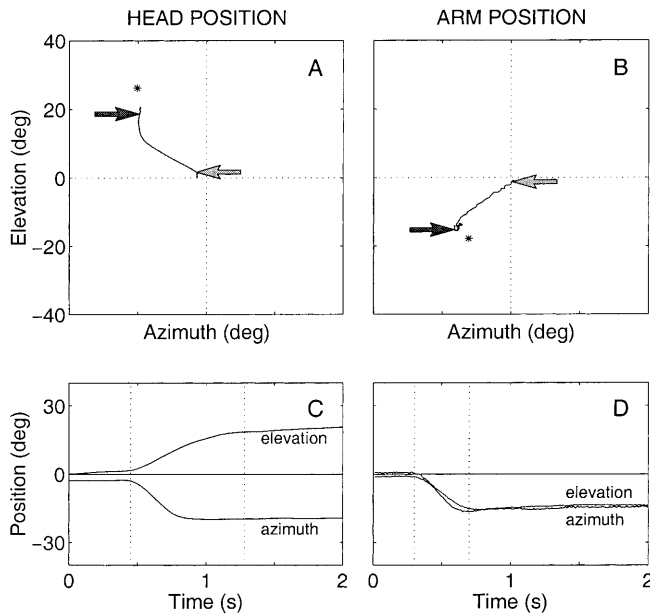 HEAD POSITION
ARM POSITION
A
B
Elevation (deg)
40
20
0
−20
−40
*
*
Azimuth (deg)
Azimuth (deg)
C
D
Position (deg)
30
0
-30
elevation
azimuth
elevation
azimuth
0
1
2
0
1
2
Time (s)
Time (s)